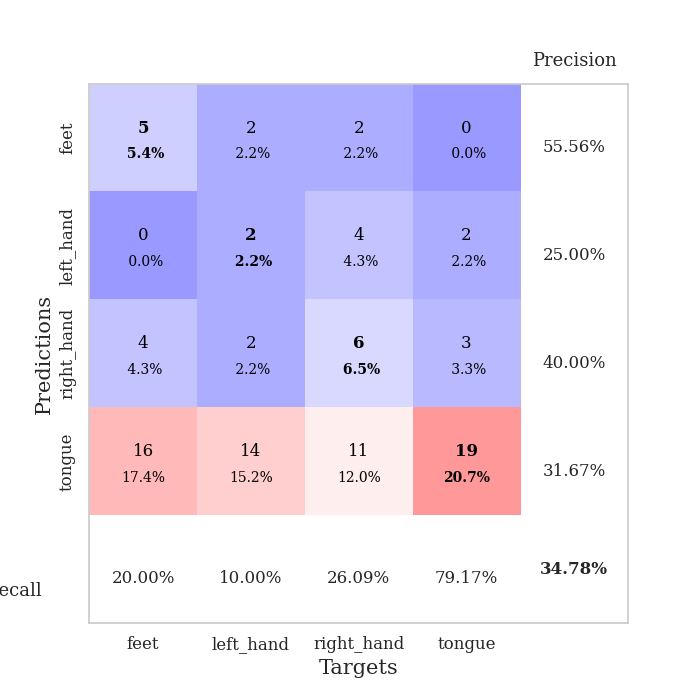 Precision
feet
5 2 2 0 55.56%
5.4% 2.2% 2.2% 0.0%
left_hand
0 2 4 2 25.00%
0.0% 2.2% 4.3% 2.2%
Predictions
right_hand
4 2 6 3 40.00%
4.3% 2.2% 6.5% 3.3%
tongue
16 14 11 19 31.67%
17.4% 15.2% 12.0% 20.7%
ecall 20.00% 10.00% 26.09% 79.17% 34.78%
feet left_hand right_hand tongue
Targets